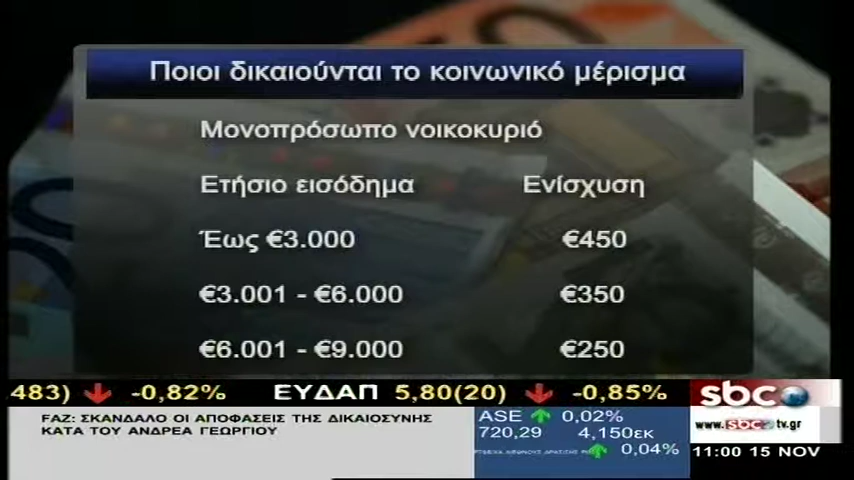 Ποιοι δικαιούνται το κοινωνικό μέρισμα
Μονοπρόσωπο νοικοκυριό
Ετήσιο εισόδημα Ενίσχυση
Έως €3.000 €450
€3.001 - €6.000 €350
€6.001 - €9.000 €250
.483) -0,82% ΕΥΔΑΠ 5,80(20) -0,85%
sbc
FAZ: ΣΚΑΝΔΑΛΟ ΟΙ ΑΠΟΦΑΣΕΙΣ ΤΗΣ ΔΙΚΑΙΟΣΥΝΗΣ
ΚΑΤΑ ΤΟΥ ΑΝΔΡΕΑ ΓΕΩΡΓΙΟΥ
ASE 0,02%
720,29 4,150εκ
0,04%
www.sbctv.gr
11:00 15 NOV